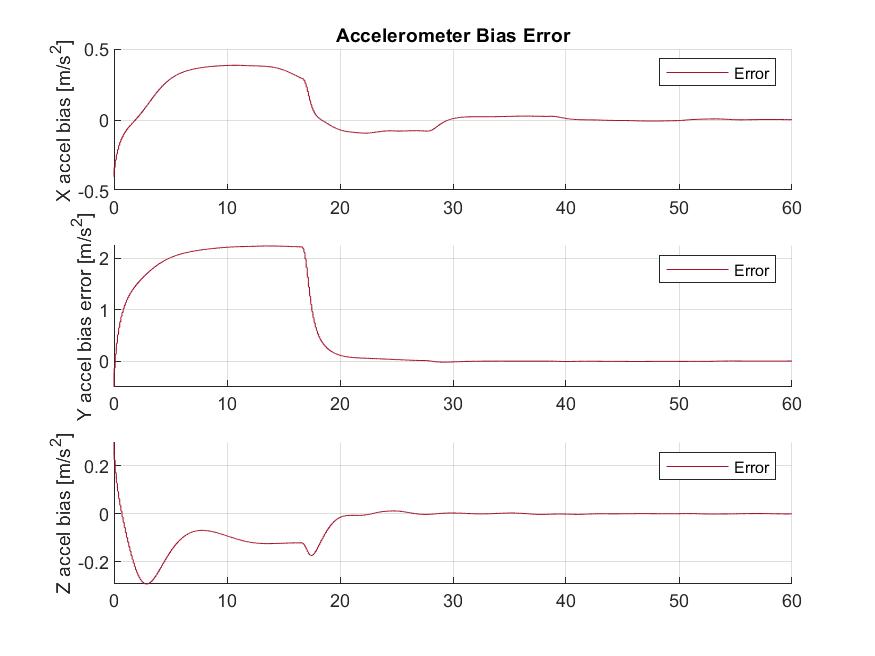 Accelerometer Bias Error
X accel bias [m/s²]
0.5
0
-0.5
Error
0 10 20 30 40 50 60
Y accel bias error [m/s²]
2
1
0
Error
0 10 20 30 40 50 60
Z accel bias [m/s²]
0.2
0
-0.2
Error
0 10 20 30 40 50 60